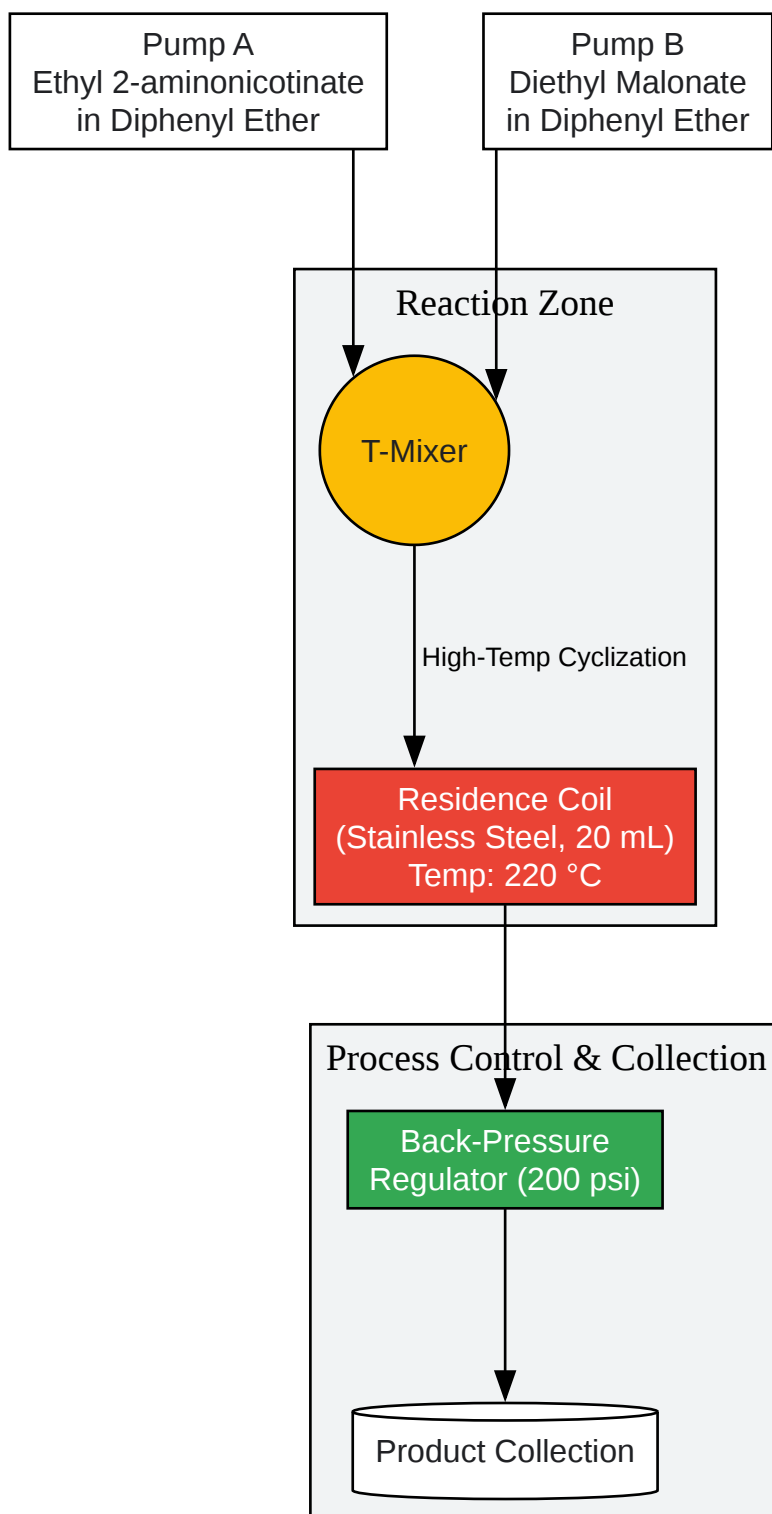 Pump A
Ethyl 2-aminonicotinate
in Diphenyl Ether
Pump B
Diethyl Malonate
in Diphenyl Ether
Reaction Zone
T-Mixer
High-Temp Cyclization
Residence Coil
(Stainless Steel, 20 mL)
Temp: 220 °C
Process Control & Collection
Back-Pressure
Regulator (200 psi)
Product Collection